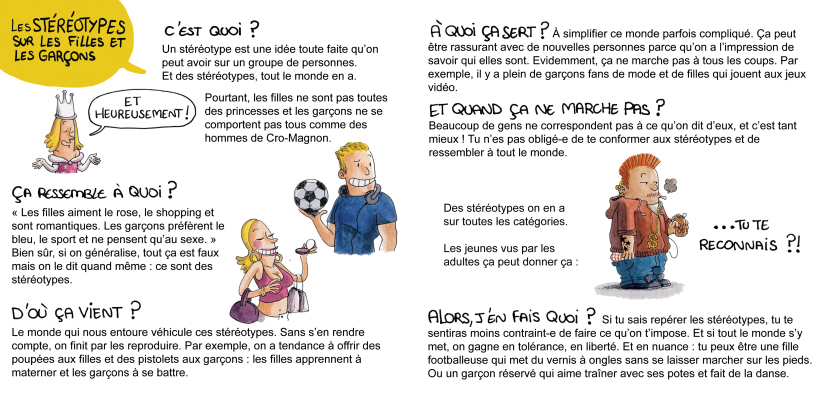 Les STÉRÉOTYPES
SUR LES FILLES ET
LES GARÇONS
C'EST QUOI ?
Un stéréotype est une idée toute faite qu'on
peut avoir sur un groupe de personnes.
Et des stéréotypes, tout le monde en a.
ET
HEUREUSEMENT !
Pourtant, les filles ne sont pas toutes
des princesses et les garçons ne se
comportent pas tous comme des
hommes de Cro-Magnon.
ÇA RESSEMBLE À QUOI ?
« Les filles aiment le rose, le shopping et
sont romantiques. Les garçons préfèrent le
bleu, le sport et ne pensent qu'au sexe. »
Bien sûr, si on généralise, tout ça est faux
mais on le dit quand même : ce sont des
stéréotypes.
D'OÙ ÇA VIENT ?
Le monde qui nous entoure véhicule ces stéréotypes. Sans s'en rendre
compte, on finit par les reproduire. Par exemple, on a tendance à offrir des
poupées aux filles et des pistolets aux garçons : les filles apprennent à
materner et les garçons à se battre.
À QUOI ÇA SERT ? À simplifier ce monde parfois compliqué. Ça peut
être rassurant avec de nouvelles personnes parce qu'on a l'impression de
savoir qui elles sont. Evidemment, ça ne marche pas à tous les coups. Par
exemple, il y a plein de garçons fans de mode et de filles qui jouent aux jeux
vidéo.
ET QUAND ÇA NE MARCHE PAS ?
Beaucoup de gens ne correspondent pas à ce qu'on dit d'eux, et c'est tant
mieux ! Tu n'es pas obligé-e de te conformer aux stéréotypes et de
ressembler à tout le monde.
Des stéréotypes on en a
sur toutes les catégories.
Les jeunes vus par les
adultes ça peut donner ça :
...TU TE
RECONNAIS ?!
ALORS, J'EN FAIS QUOI ? Si tu sais repérer les stéréotypes, tu te
sentiras moins contraint-e de faire ce qu'on t'impose. Et si tout le monde s'y
met, on gagne en tolérance, en liberté. Et en nuance : tu peux être une fille
footballeuse qui met du vernis à ongles sans se laisser marcher sur les pieds.
Ou un garçon réservé qui aime traîner avec ses potes et fait de la danse.